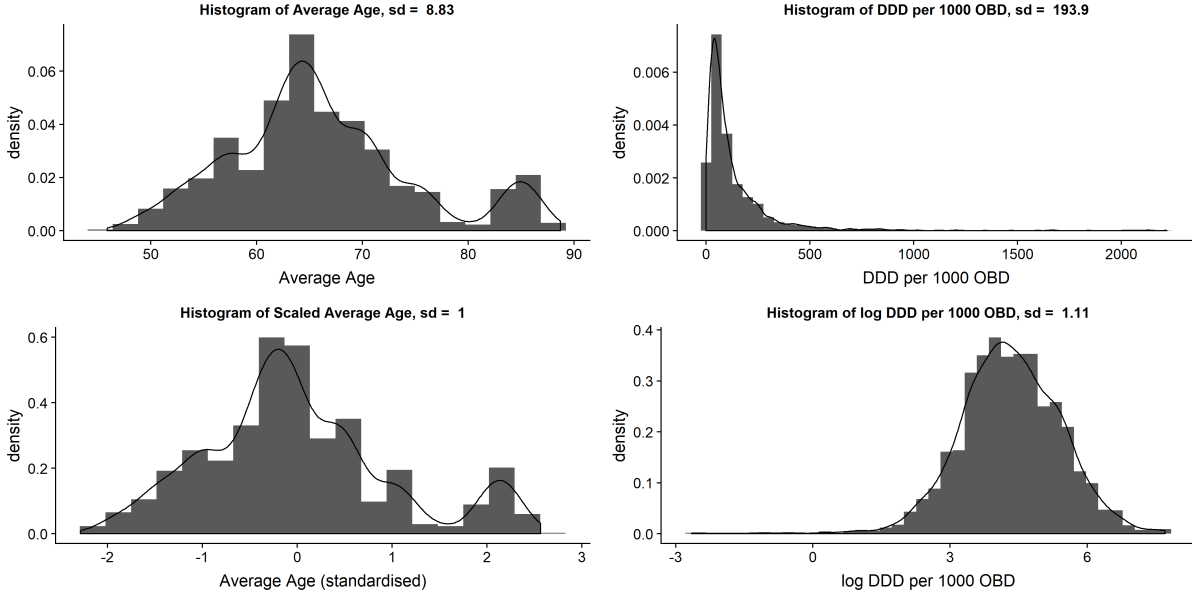 Histogram of Average Age, sd =  8.83
density
0.06
0.04
0.02
0.00
50 60 70 80 90
Average Age
Histogram of DDD per 1000 OBD, sd =  193.9
density
0.006
0.004
0.002
0.000
0 500 1000 1500 2000
DDD per 1000 OBD
Histogram of Scaled Average Age, sd =  1
density
0.6
0.4
0.2
0.0
-2 -1 0 1 2 3
Average Age (standardised)
Histogram of log DDD per 1000 OBD, sd =  1.11
density
0.4
0.3
0.2
0.1
0.0
-3 0 3 6
log DDD per 1000 OBD